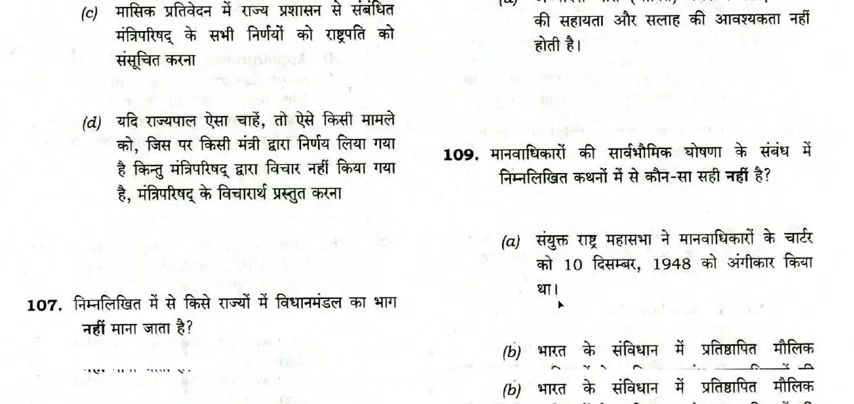 (c) मासिक प्रतिवेदन में राज्य प्रशासन से संबंधित
मंत्रिपरिषद् के सभी निर्णयों को राष्ट्रपति को
संसूचित करना
(d) यदि राज्यपाल ऐसा चाहें, तो ऐसे किसी मामले
को, जिस पर किसी मंत्री द्वारा निर्णय लिया गया
है किन्तु मंत्रिपरिषद् द्वारा विचार नहीं किया गया
है, मंत्रिपरिषद् के विचारार्थ प्रस्तुत करना
107. निम्नलिखित में से किसे राज्यों में विधानमंडल का भाग
नहीं माना जाता है?
की सहायता और सलाह की आवश्यकता नहीं
होती है।
109. मानवाधिकारों की सार्वभौमिक घोषणा के संबंध में
निम्नलिखित कथनों में से कौन-सा सही नहीं है?
(a) संयुक्त राष्ट्र महासभा ने मानवाधिकारों के चार्टर
को 10 दिसम्बर, 1948 को अंगीकार किया
था।
(b) भारत के संविधान में प्रतिष्ठापित मौलिक
(b) भारत के संविधान में प्रतिष्ठापित मौलिक